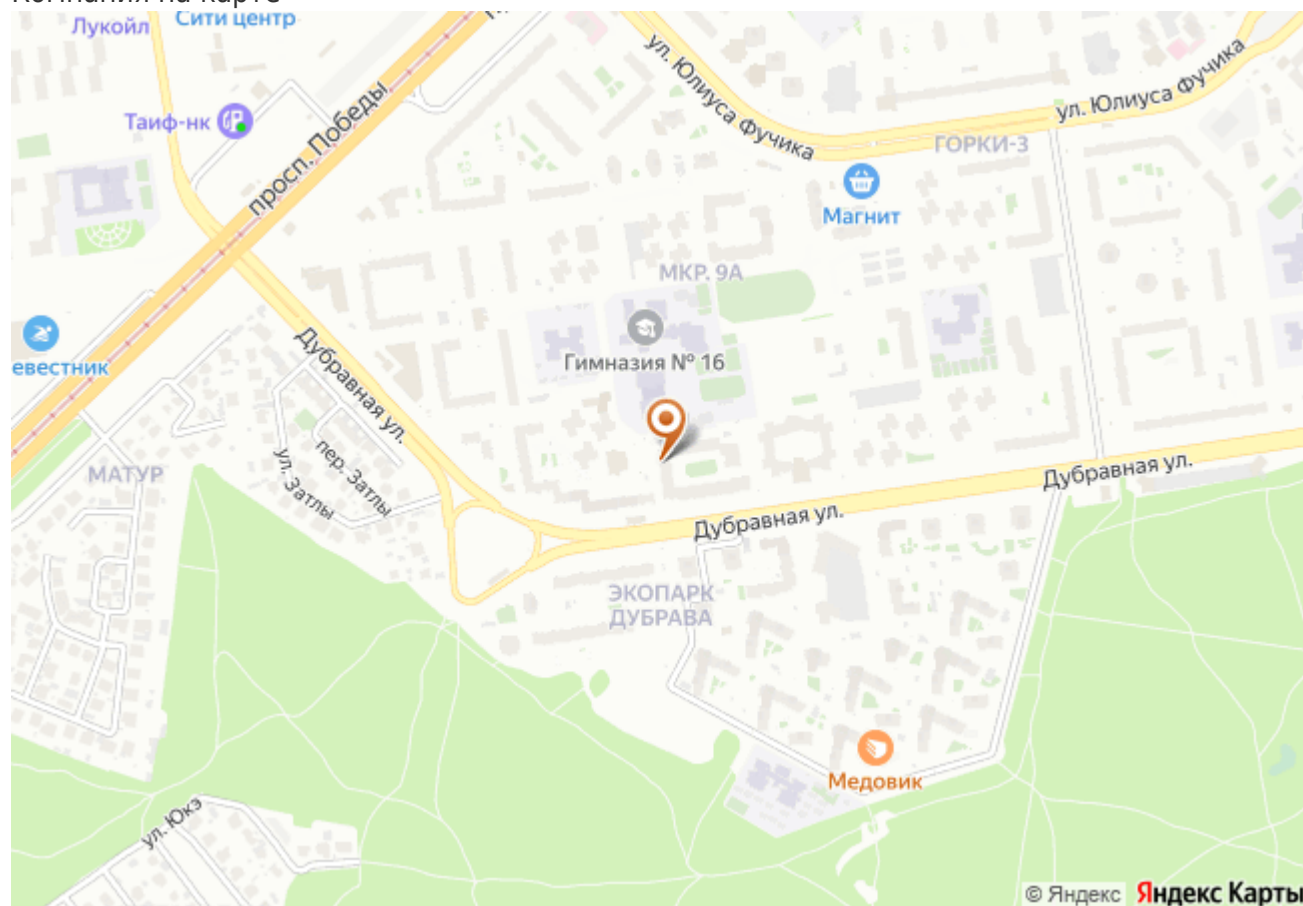 Лукойл
Сити центр
Таиф-нк
просп. Победы
ул. Юлиуса Фучика
ул. Юлиуса Фучика
ГОРКИ-3
Магнит
МКР. 9А
евестник
Гимназия № 16
Дубравная ул.
МАТУР
пер. Затлы
ул. Затлы
Дубравная ул.
Дубравная ул.
ЭКОПАРК
ДУБРАВА
Медовик
ул. Юкэ
© Яндекс Яндекс Карты